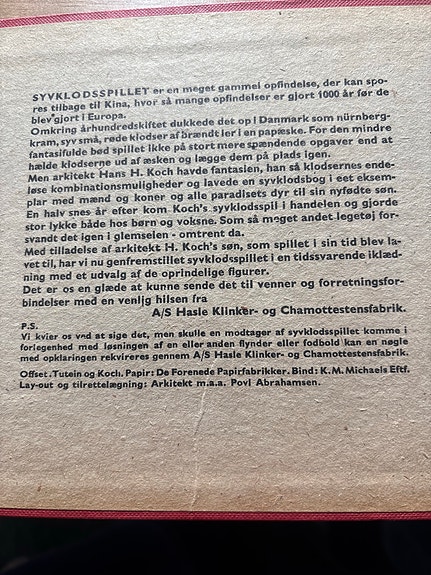 SYVKLODSSPILLET er en meget gammel opfindelse, der kan spo-
res tilbage til Kina, hvor så mange opfindelser er gjort 1000 år før de
blev gjort i Europa.
Omkring århundredskiftet dukkede det op i Danmark som nürnberg-
kram, syv små, røde klodser af brændt ler i en papæske. For den mindre
fantasifulde bød spillet ikke på stort mere spændende opgaver end at
hælde klodserne ud af æsken og lægge dem på plads igen.
Men arkitekt Hans H. Koch havde fantasien, han så klodsernes ende-
løse kombinationsmuligheder og lavede en syvklodsbog i eet eksem-
plar med mænd og koner og alle paradisets dyr til sin nyfødte søn.
En halv snes år efter kom Koch's syvklodsspil i handelen og gjorde
stor lykke både hos børn og voksne. Som så meget andet legetøj for-
svandt det igen i glemselen - omtrent da.
Med tilladelse af arkitekt H. Koch's søn, som spillet i sin tid blev la-
vet til, har vi nu genfremstillet syvklodsspillet i en tidssvarende iklæd-
ning med et udvalg af de oprindelige figurer.
Det er os en glæde at kunne sende det til venner og forretningsfor-
bindelser med en venlig hilsen fra
A/S Hasle Klinker- og Chamottestensfabrik.
P.S.
Vi kvier os ved at sige det, men skulle en modtager af syvklodsspillet komme i
forlegenhed med løsningen af en eller anden flynder eller fodbold kan en nøgle
med opklaringen rekvireres gennem A/S Hasle Klinker- og Chamottestensfabrik.
Offset. Tutein og Koch. Papir: De Forenede Papirfabrikker. Bind: K. M. Michaels Eftf.
Lay-out og tilrettelægning: Arkitekt m.a.a. Povl Abrahamsen.